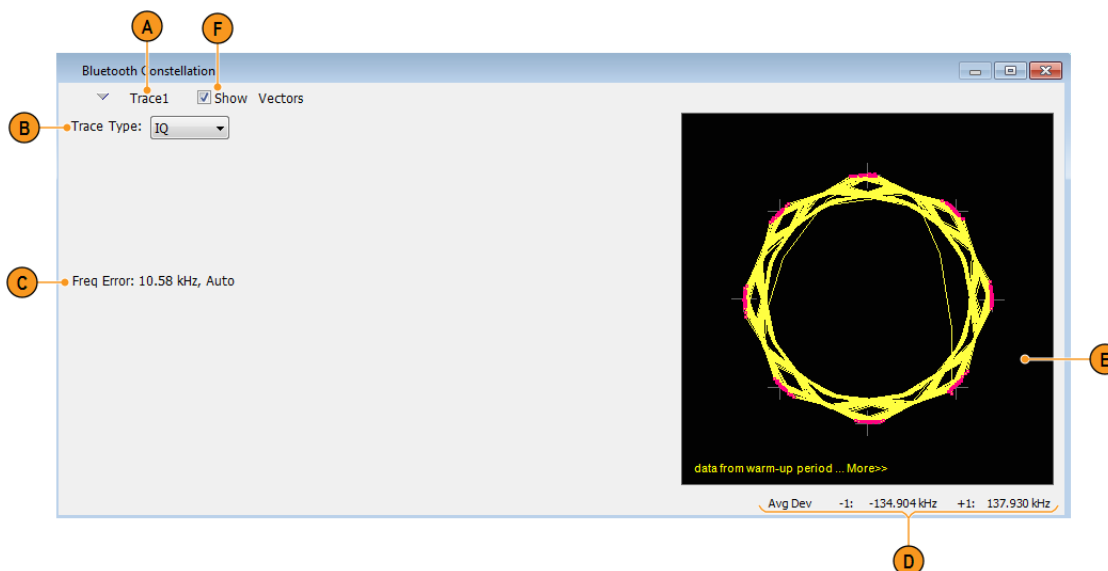 A
F
Bluetooth Constellation
Trace1 Show Vectors
B
Trace Type: IQ
C
Freq Error: 10.58 kHz, Auto
E
data from warm-up period ... More>>
Avg Dev -1: -134.904 kHz +1: 137.930 kHz
D